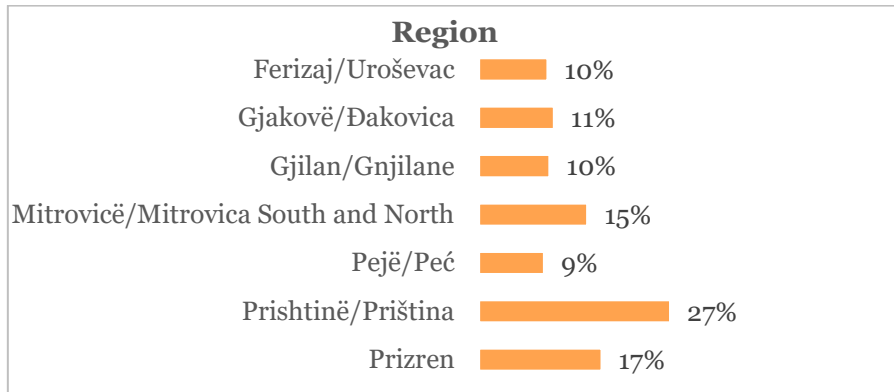 Region
Ferizaj/Uroševac 10%
Gjakovë/Đakovica 11%
Gjilan/Gnjilane 10%
Mitrovicë/Mitrovica South and North 15%
Pejë/Peć 9%
Prishtinë/Priština 27%
Prizren 17%